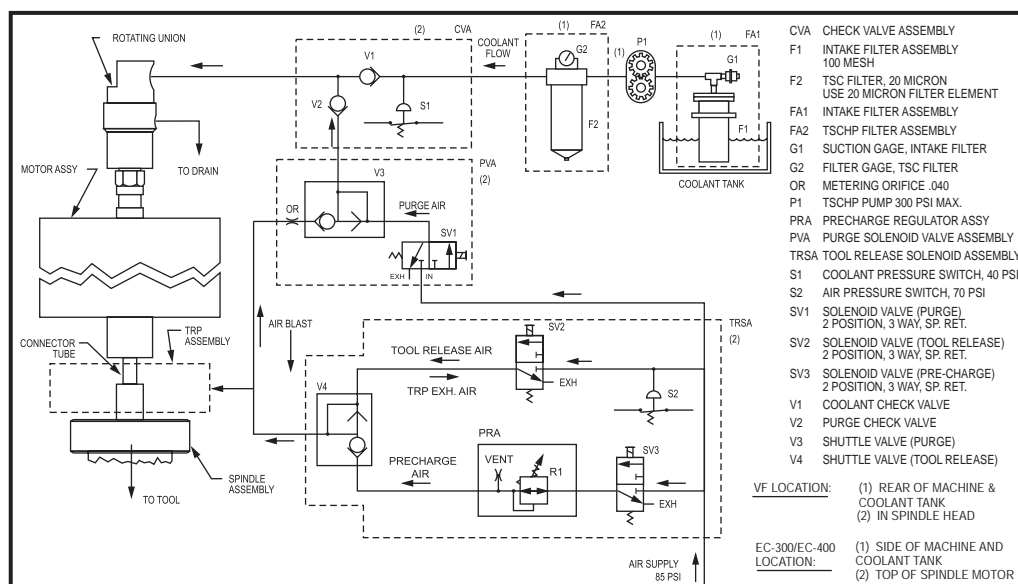 ROTATING UNION
(2) CVA
V1
COOLANT
FLOW
V2
S1
(1) FA2
G2
F2
P1
(1)
(1) FA1
G1
F1
COOLANT TANK
TO DRAIN
MOTOR ASSY
PVA
(2)
V3
OR
PURGE AIR
SV1
EXH
IN
AIR BLAST
TRP
ASSEMBLY
CONNECTOR
TUBE
TRSA
(2)
SV2
TOOL RELEASE AIR
EXH
TRP EXH. AIR
S2
V4
PRA
SV3
VENT
R1
PRECHARGE
AIR
EXH
SPINDLE
ASSEMBLY
TO TOOL
AIR SUPPLY
85 PSI
CVA CHECK VALVE ASSEMBLY
F1 INTAKE FILTER ASSEMBLY
100 MESH
F2 TSC FILTER, 20 MICRON
USE 20 MICRON FILTER ELEMENT
FA1 INTAKE FILTER ASSEMBLY
FA2 TSCHP FILTER ASSEMBLY
G1 SUCTION GAGE, INTAKE FILTER
G2 FILTER GAGE, TSC FILTER
OR METERING ORIFICE .040
P1 TSCHP PUMP 300 PSI MAX.
PRA PRECHARGE REGULATOR ASSY
PVA PURGE SOLENOID VALVE ASSEMBLY
TRSA TOOL RELEASE SOLENOID ASSEMBLY
S1 COOLANT PRESSURE SWITCH, 40 PSI
S2 AIR PRESSURE SWITCH, 70 PSI
SV1 SOLENOID VALVE (PURGE)
2 POSITION, 3 WAY, SP. RET.
SV2 SOLENOID VALVE (TOOL RELEASE)
2 POSITION, 3 WAY, SP. RET.
SV3 SOLENOID VALVE (PRE-CHARGE)
2 POSITION, 3 WAY, SP. RET.
V1 COOLANT CHECK VALVE
V2 PURGE CHECK VALVE
V3 SHUTTLE VALVE (PURGE)
V4 SHUTTLE VALVE (TOOL RELEASE)
VF LOCATION: (1) REAR OF MACHINE &
COOLANT TANK
(2) IN SPINDLE HEAD
EC-300/EC-400 (1) SIDE OF MACHINE AND
LOCATION: COOLANT TANK
(2) TOP OF SPINDLE MOTOR